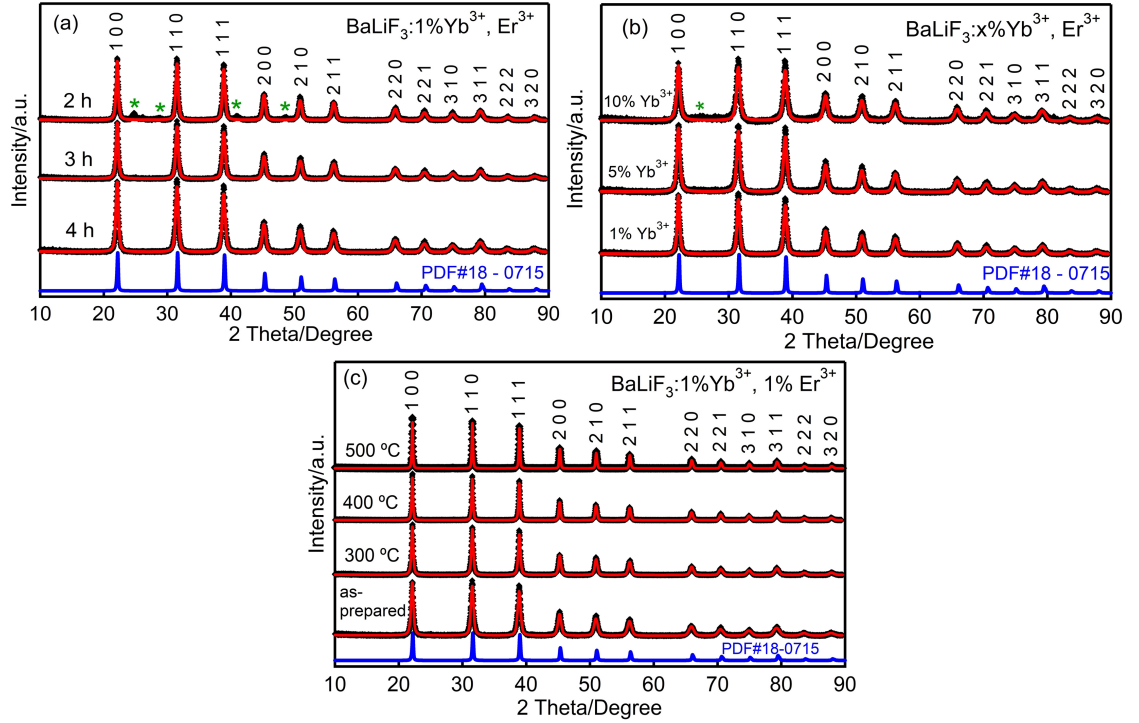 (a)
BaLiF₃:1%Yb³⁺, Er³⁺
1 0 0
1 1 0
1 1 1
2 0 0
2 1 0
2 1 1
2 2 0
2 2 1
3 1 0
3 1 1
2 2 2
3 2 0
2 h
* * * *
3 h
4 h
PDF#18 - 0715
Intensity/a.u.
10 20 30 40 50 60 70 80 90
2 Theta/Degree
(b)
BaLiF₃:x%Yb³⁺, Er³⁺
1 0 0
1 1 0
1 1 1
2 0 0
2 1 0
2 1 1
2 2 0
2 2 1
3 1 0
3 1 1
2 2 2
3 2 0
10% Yb³⁺
*
5% Yb³⁺
1% Yb³⁺
PDF#18 - 0715
Intensity/a.u.
10 20 30 40 50 60 70 80 90
2 Theta/Degree
(c)
BaLiF₃:1%Yb³⁺, 1% Er³⁺
1 0 0
1 1 0
1 1 1
2 0 0
2 1 0
2 1 1
2 2 0
2 2 1
3 1 0
3 1 1
2 2 2
3 2 0
500 ºC
400 ºC
300 ºC
as-
prepared
PDF#18-0715
Intensity/a.u.
10 20 30 40 50 60 70 80 90
2 Theta/Degree